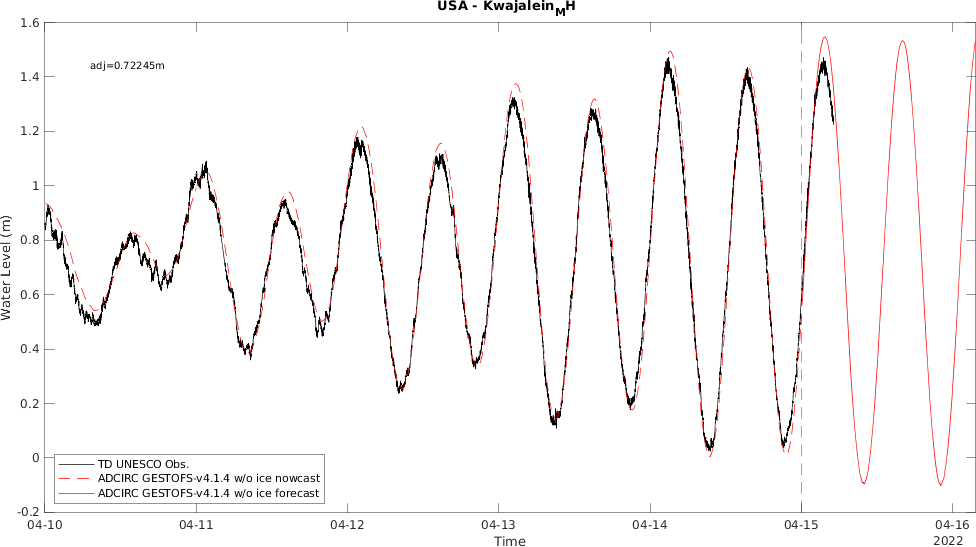 USA - Kwajalein_MH
adj=0.72245m
Water Level (m)
1.6
1.4
1.2
1
0.8
0.6
0.4
0.2
0
-0.2
TD UNESCO Obs.
ADCIRC GESTOFS-v4.1.4 w/o ice nowcast
ADCIRC GESTOFS-v4.1.4 w/o ice forecast
04-10 04-11 04-12 04-13 04-14 04-15 04-16
Time
2022